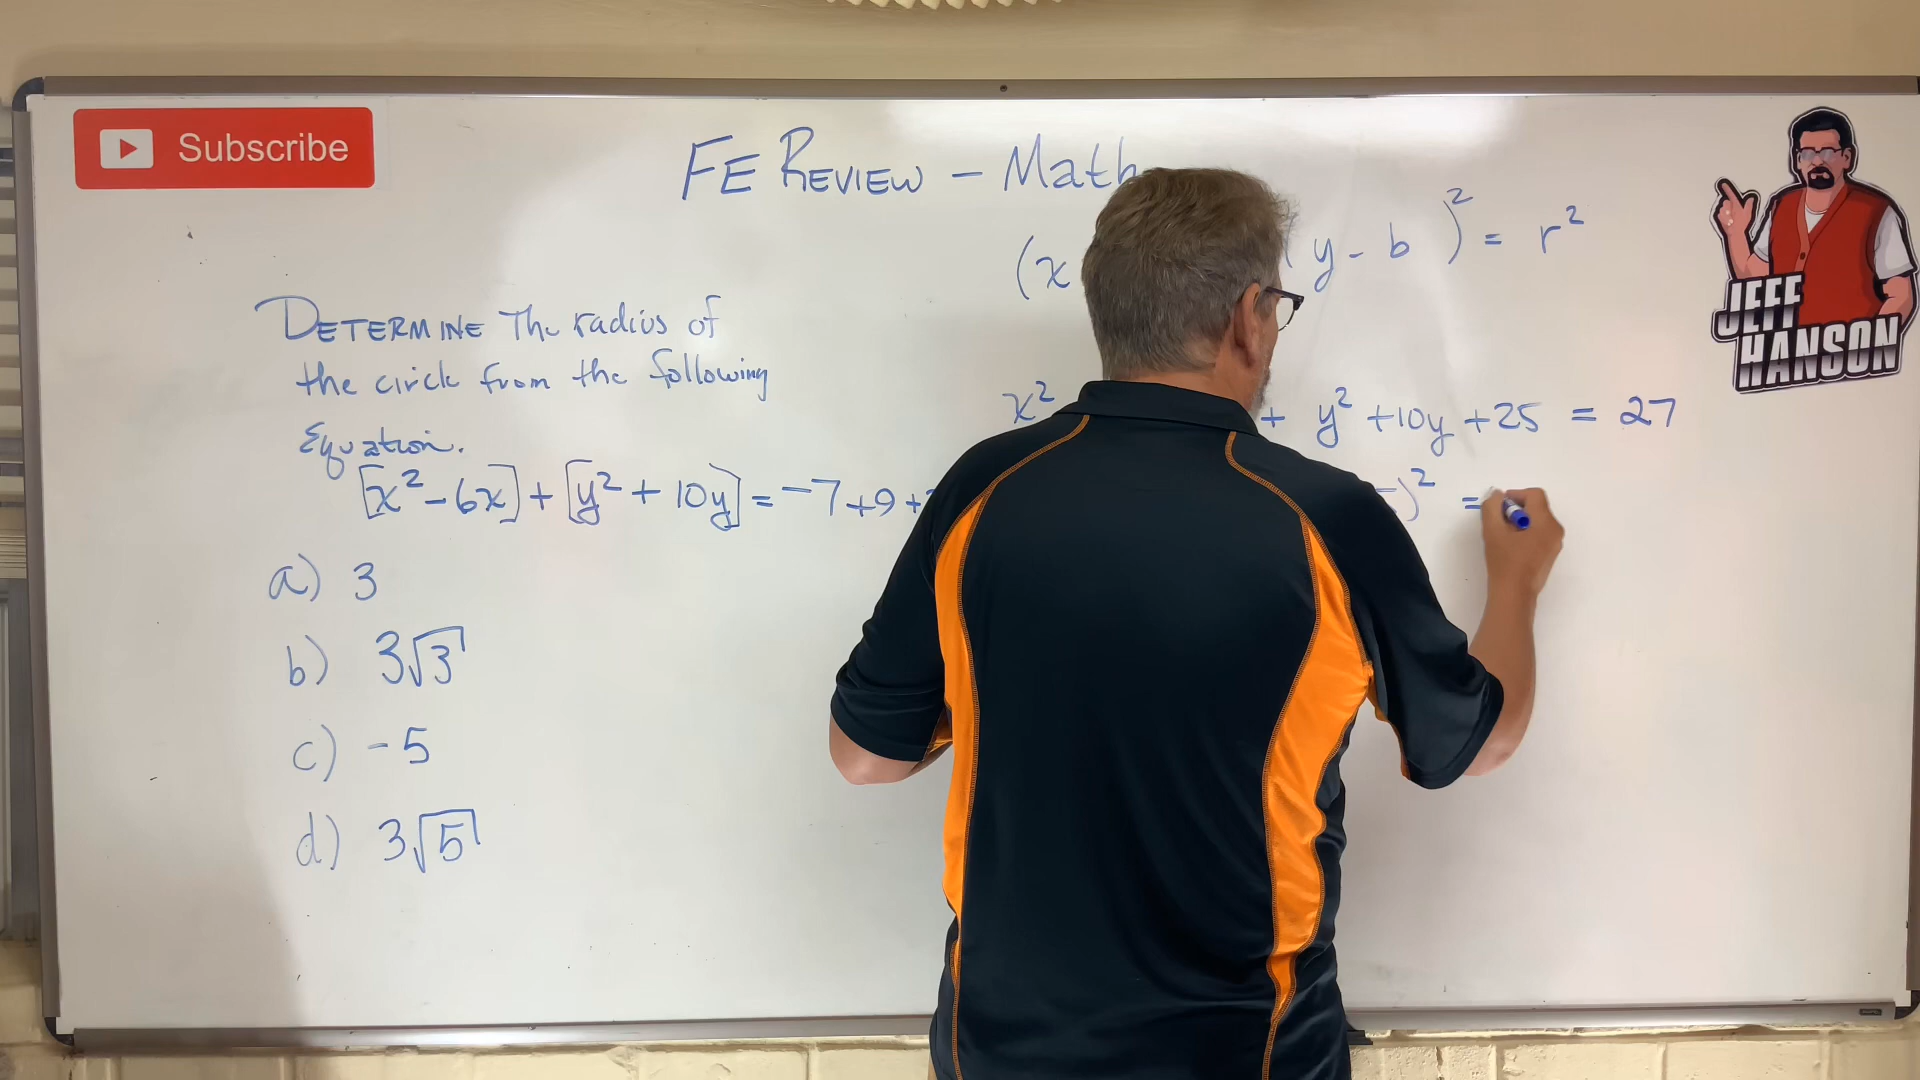 Subscribe
FE REVIEW - Math
(x (y - b )² = r²
JEFF
HANSON
DETERMINE The radius of
the circle from the following
Equation.
[x² - 6x] + [y² + 10y] = -7 +9 +
x² + y² +10y +25 = 27
)² =
a) 3
b) 3√3
c) -5
d) 3√5